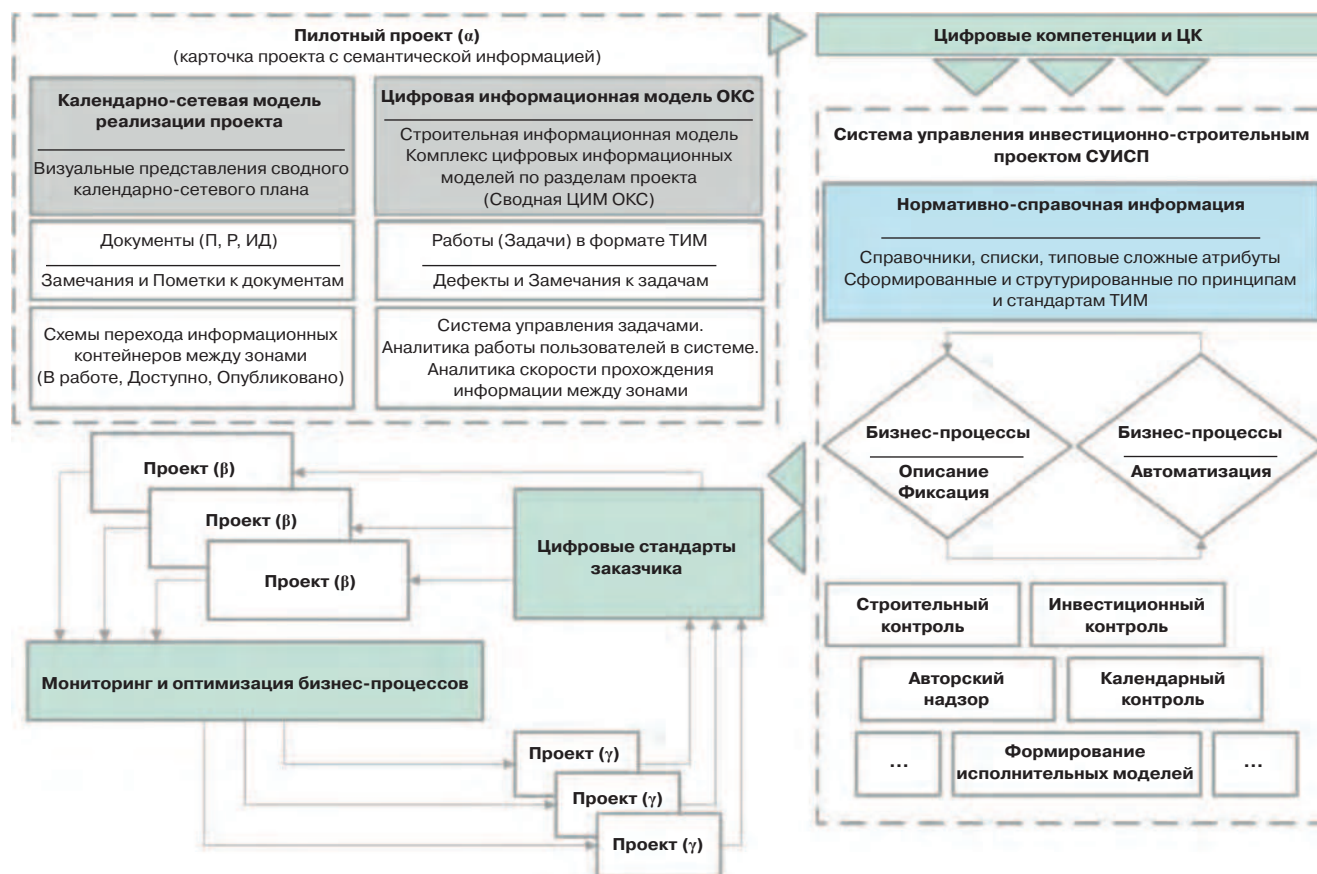 Пилотный проект (α)
(карточка проекта с семантической информацией)
Календарно-сетевая модель
реализации проекта
Визуальные представления сводного
календарно-сетевого плана
Цифровая информационная модель ОКС
Строительная информационная модель
Комплекс цифровых информационных
моделей по разделам проекта
(Сводная ЦИМ ОКС)
Документы (П, Р, ИД)
Замечания и Пометки к документам
Работы (Задачи) в формате ТИМ
Дефекты и Замечания к задачам
Схемы перехода информационных
контейнеров между зонами
(В работе, Доступно, Опубликовано)
Система управления задачами.
Аналитика работы пользователей в системе.
Аналитика скорости прохождения
информации между зонами
Цифровые компетенции и ЦК
Система управления инвестиционно-строительным
проектом СУИСП
Нормативно-справочная информация
Справочники, списки, типовые сложные атрибуты
Сформированные и струтурированные по принципам
и стандартам ТИМ
Бизнес-процессы
Описание
Фиксация
Бизнес-процессы
Автоматизация
Строительный
контроль
Инвестиционный
контроль
Авторский
надзор
Календарный
контроль
...
Формирование
исполнительных моделей
...
Проект (β)
Проект (β)
Проект (β)
Цифровые стандарты
заказчика
Мониторинг и оптимизация бизнес-процессов
Проект (γ)
Проект (γ)
Проект (γ)